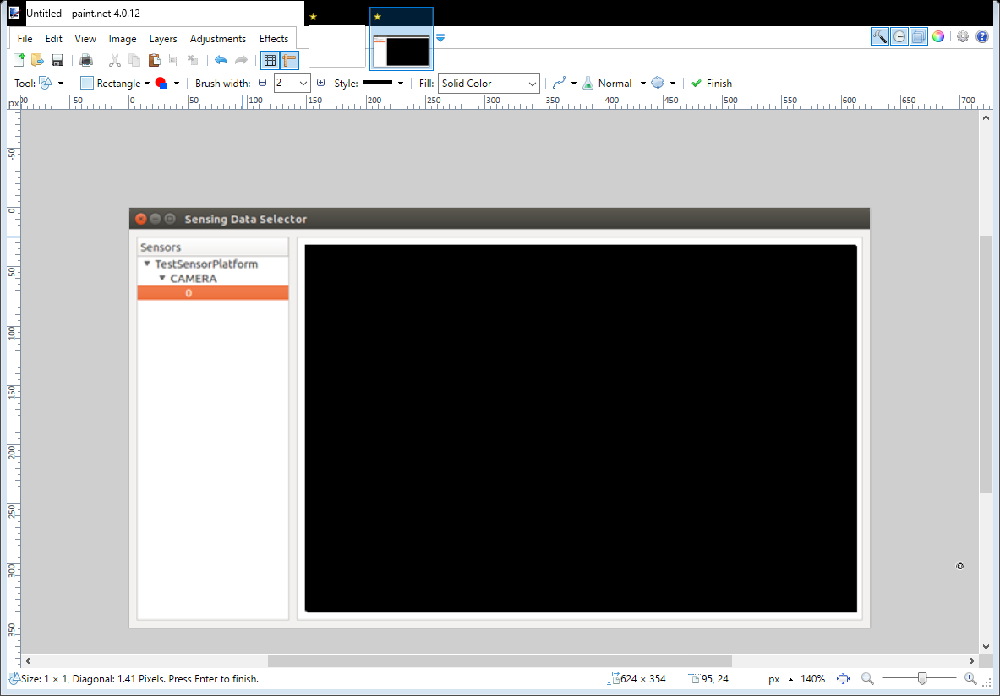 Untitled - paint.net 4.0.12
File Edit View Image Layers Adjustments Effects
Tool: Rectangle Brush width: 2 Style: Fill: Solid Color Normal Finish
px -50 0 50 100 150 200 250 300 350 400 450 500 550 600 650 700
-50
0
50
100
150
200
250
300
350
Sensing Data Selector
Sensors
TestSensorPlatform
CAMERA
0
Size: 1 × 1, Diagonal: 1.41 Pixels. Press Enter to finish. 624 × 354 95, 24 px 140%